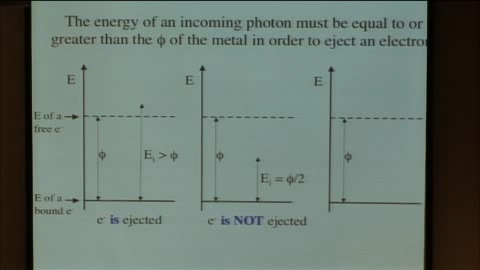 The energy of an incoming photon must be equal to or
greater than the ϕ of the metal in order to eject an electron
E
E
E
E of a
free e⁻
ϕ
Eᵢ > ϕ
ϕ
Eᵢ = ϕ/2
ϕ
E of a
bound e⁻
e⁻ is ejected
e⁻ is NOT ejected